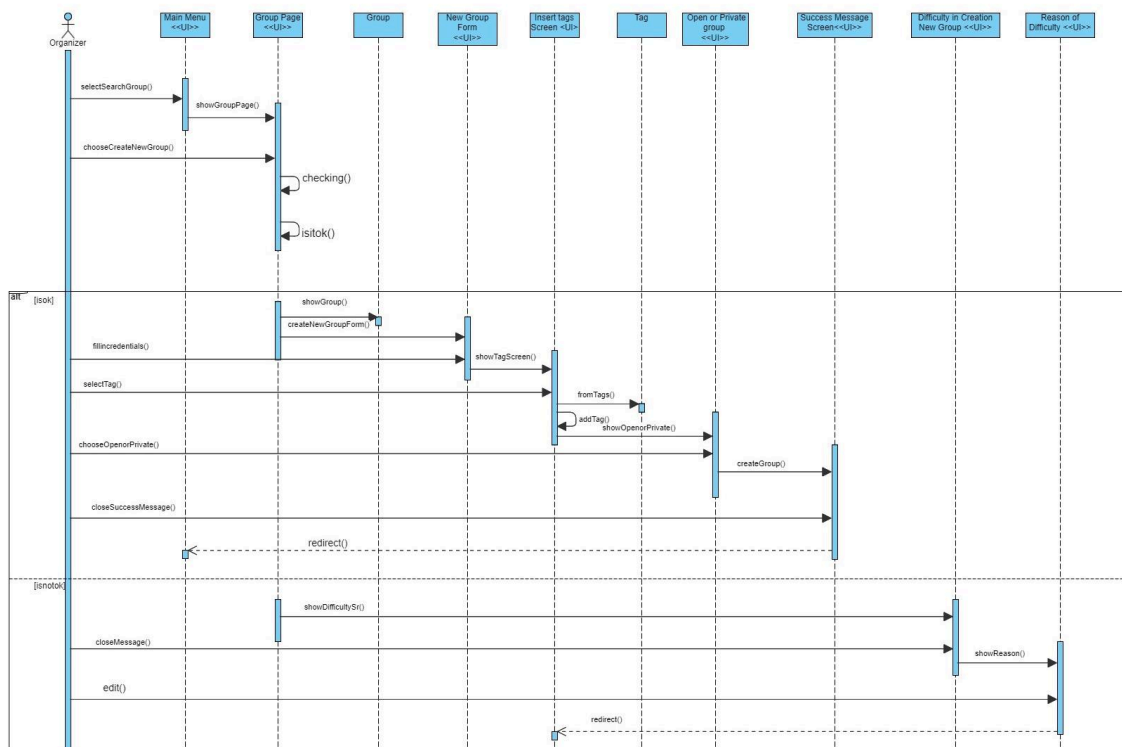 Organizer
Main Menu
<<UI>>
Group Page
<<UI>>
Group
New Group
Form
<<UI>>
Insert tags
Screen <UI>
Tag
Open or Private
group
<<UI>>
Success Message
Screen<<UI>>
Difficulty in Creation
New Group <<UI>>
Reason of
Difficulty <<UI>>
selectSearchGroup()
showGroupPage()
chooseCreateNewGroup()
checking()
isitok()
alt
[isok]
showGroup()
createNewGroupForm()
fillincredentials()
showTagScreen()
selectTag()
fromTags()
addTag()
showOpenorPrivate()
chooseOpenorPrivate()
createGroup()
closeSuccessMessage()
redirect()
[isnotok]
showDifficultySr()
closeMessage()
showReason()
edit()
redirect()